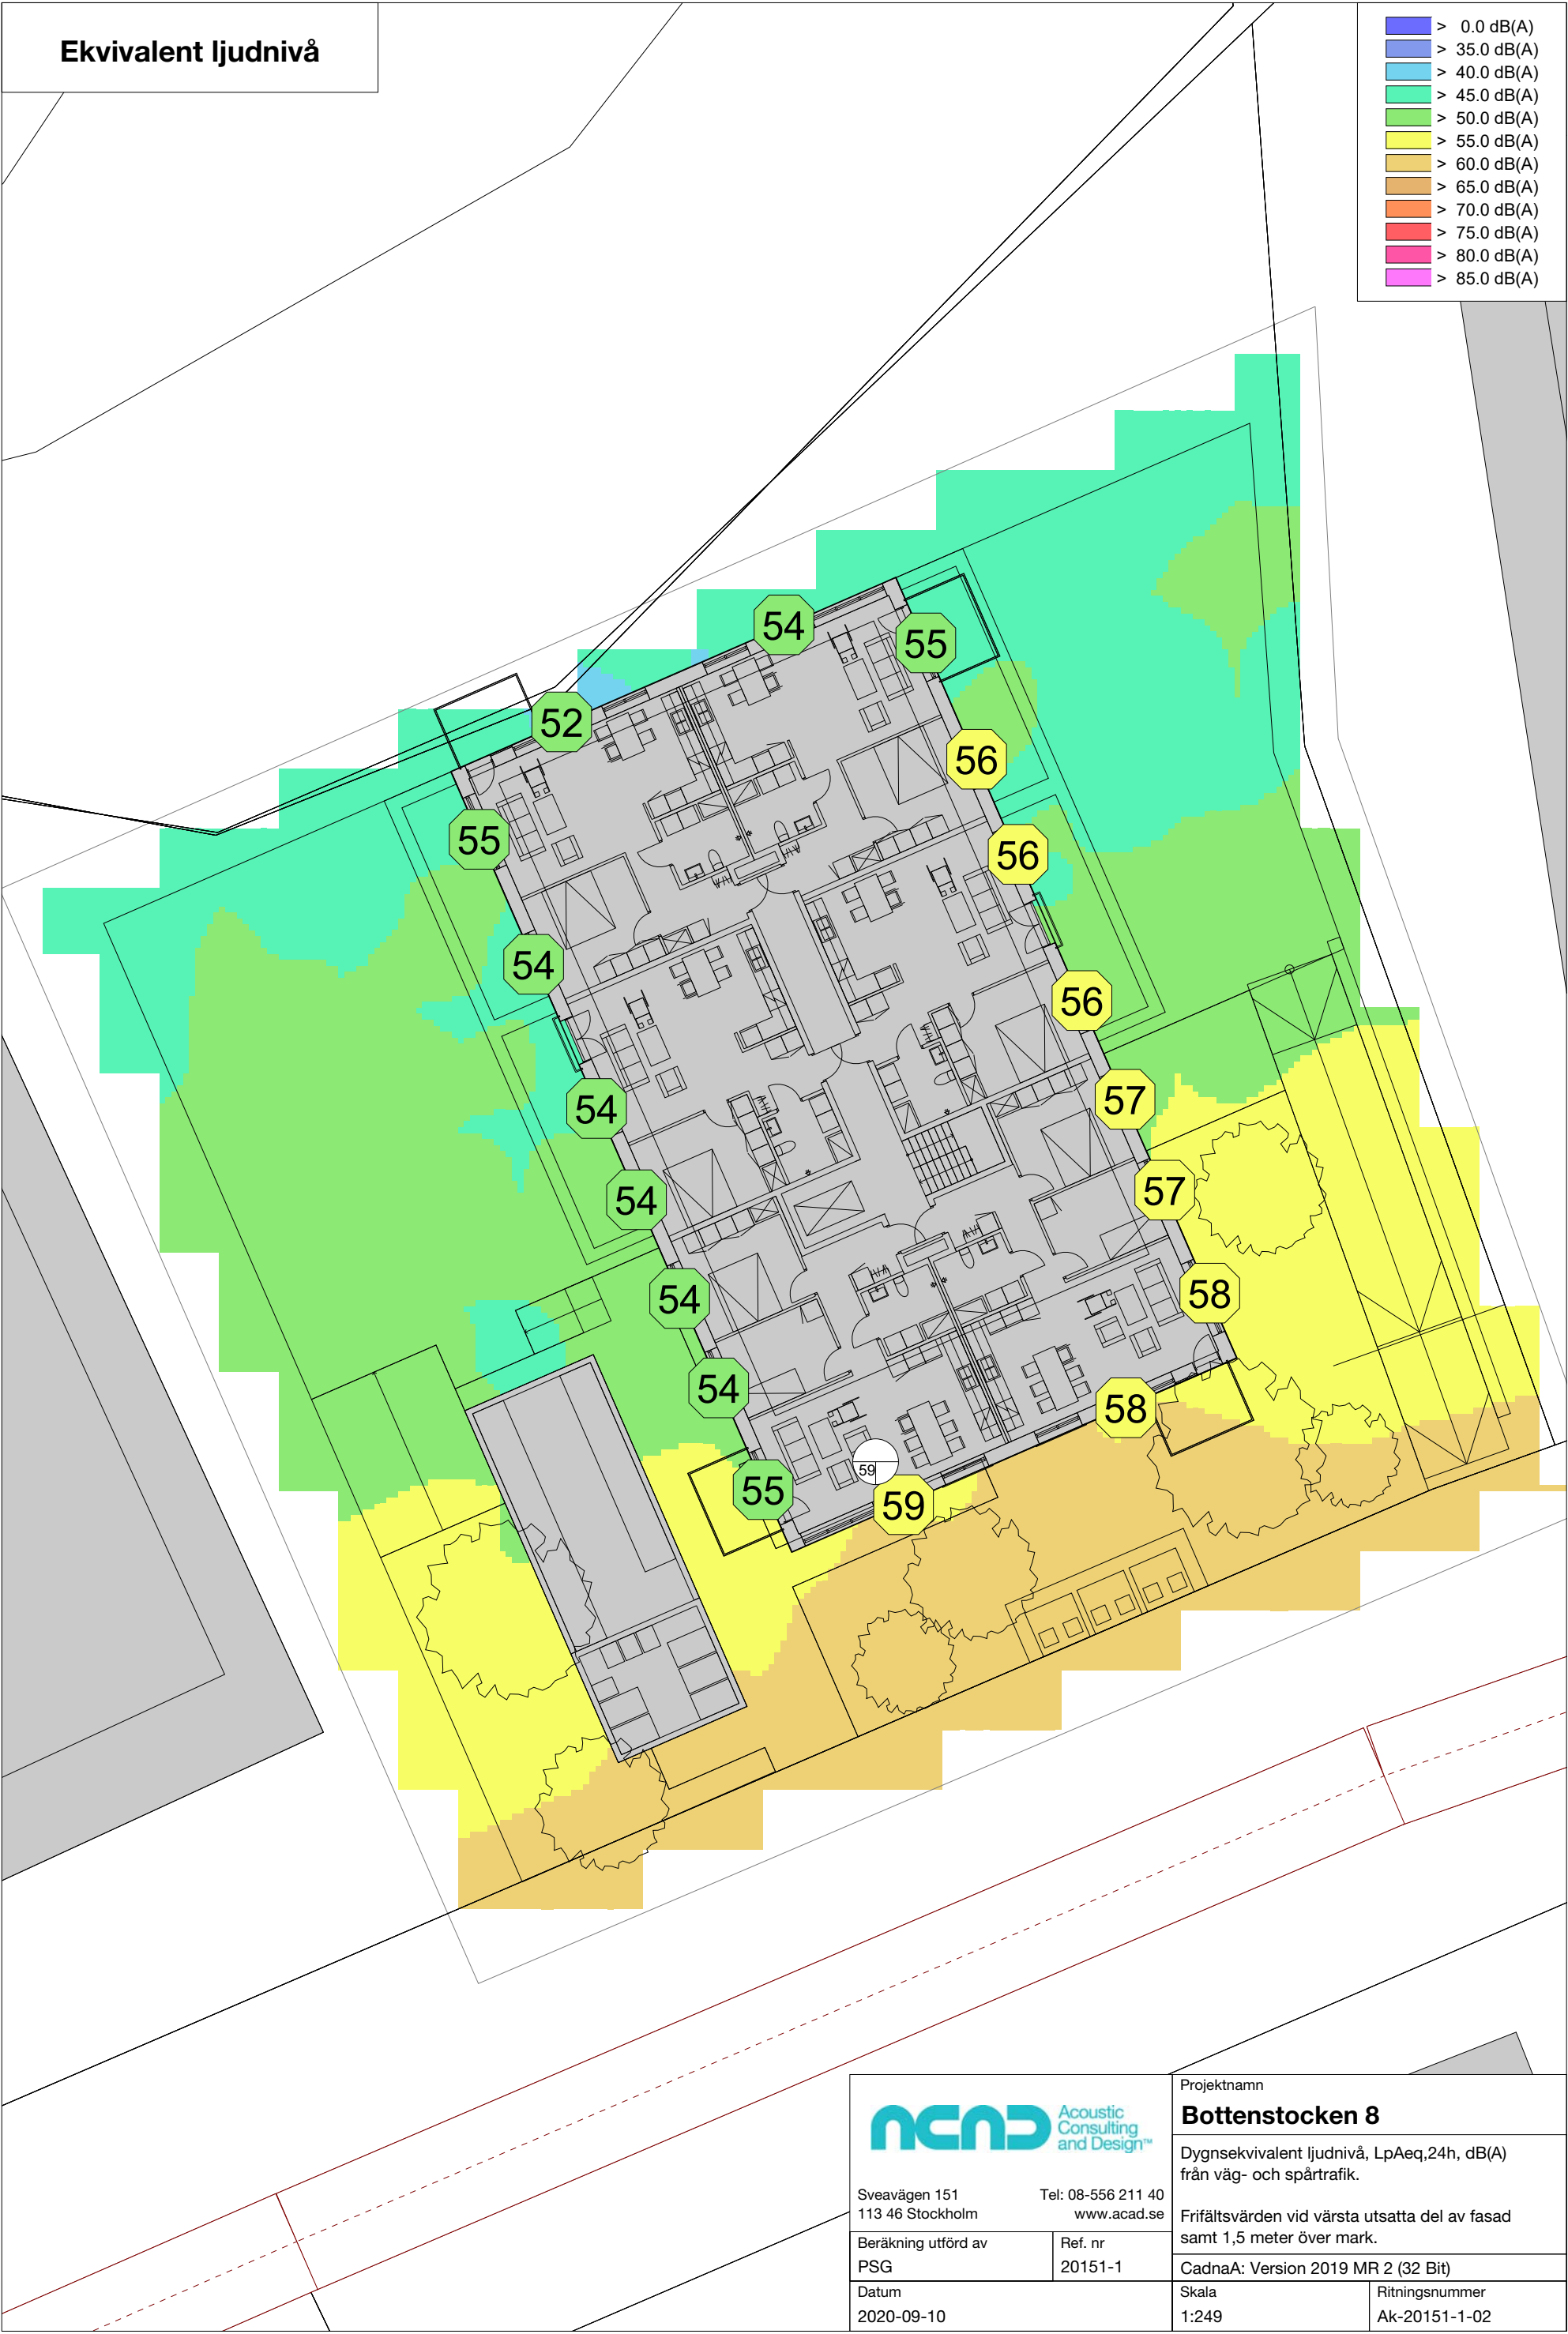 Ekvivalent ljudnivå
> 0.0 dB(A)
> 35.0 dB(A)
> 40.0 dB(A)
> 45.0 dB(A)
> 50.0 dB(A)
> 55.0 dB(A)
> 60.0 dB(A)
> 65.0 dB(A)
> 70.0 dB(A)
> 75.0 dB(A)
> 80.0 dB(A)
> 85.0 dB(A)
54
55
52
56
55
56
54
56
54
57
54
57
54
58
54
58
59
55
59
ACAD
Acoustic
Consulting
and Design™
Sveavägen 151
113 46 Stockholm
Tel: 08-556 211 40
www.acad.se
Beräkning utförd av
PSG
Ref. nr
20151-1
Datum
2020-09-10
Projektnamn
Bottenstocken 8
Dygnsekvivalent ljudnivå, LpAeq,24h, dB(A)
från väg- och spårtrafik.
Frifältsvärden vid värsta utsatta del av fasad
samt 1,5 meter över mark.
CadnaA: Version 2019 MR 2 (32 Bit)
Skala
1:249
Ritningsnummer
Ak-20151-1-02